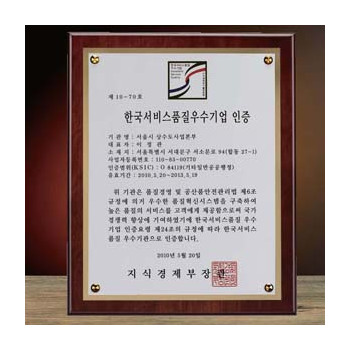 제 10-70호
한국서비스품질우수기업 인증
기 관 명 : 서울시 상수도사업본부
대 표 자 : 이 정 관
소 재 지 : 서울특별시 서대문구 서소문로 94(합동 27-1)
사업자등록번호 : 110-83-00770
인증범위(KSIC) : O 84119(기타일반공공행정)
유효기간 : 2010.5.20~2013.5.19
위 기관은 품질경영 및 공산품안전관리법 제6조
규정에 의거 우수한 품질혁신시스템을 구축하여
높은 품질의 서비스를 고객에게 제공함으로써 국가
경쟁력 향상에 기여하였기에 한국서비스품질 우수
기업 인증요령 제24조의 규정에 따라 한국서비스
품질 우수기관으로 인증합니다.
2010년 5월 20일
지식경제부장관